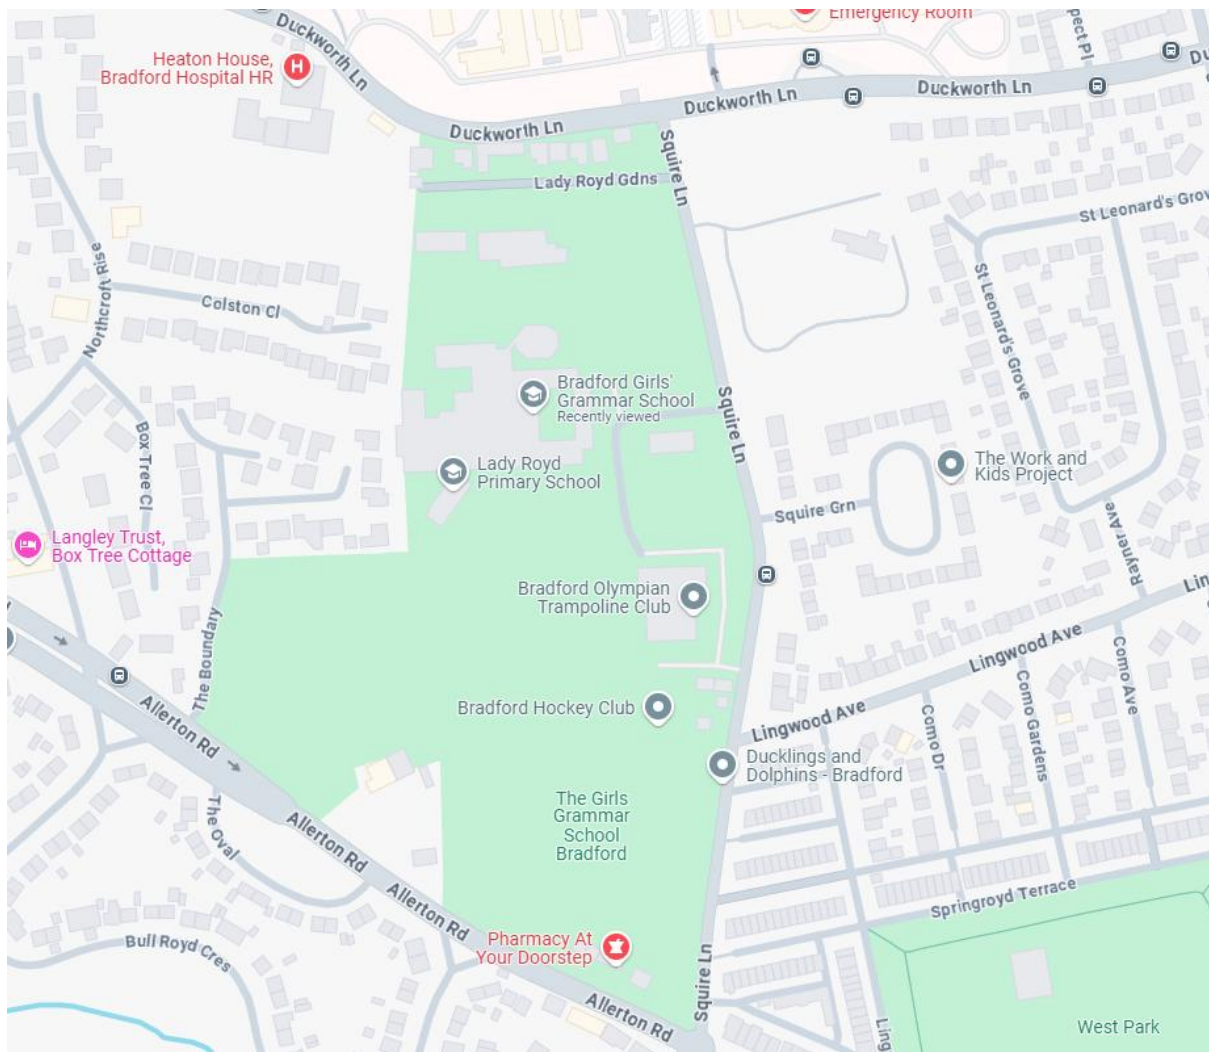 Emergency Room
Duckworth Ln
Heaton House,
Bradford Hospital HR
H
Duckworth Ln
Duckworth Ln
Duckworth Ln
Squire Ln
Lady Royd Gdns
St Leonard's Grov
Northcroft Rise
Colston Cl
St Leonard's Grove
Bradford Girls'
Grammar School
Recently viewed
Squire Ln
Box Tree Cl
Lady Royd
Primary School
The Work and
Kids Project
Squire Grn
Rayner Ave
Langley Trust,
Box Tree Cottage
Bradford Olympian
Trampoline Club
The Boundary
Lingwood Ave
Como Ave
Como Gardens
Como Dr
Bradford Hockey Club
Lingwood Ave
Allerton Rd
Ducklings and
Dolphins - Bradford
The Girls
Grammar
School
Bradford
The Oval
Allerton Rd
Allerton Rd
Springroyd Terrace
Bull Royd Cres
Pharmacy At
Your Doorstep
Squire Ln
Allerton Rd
Ling
West Park